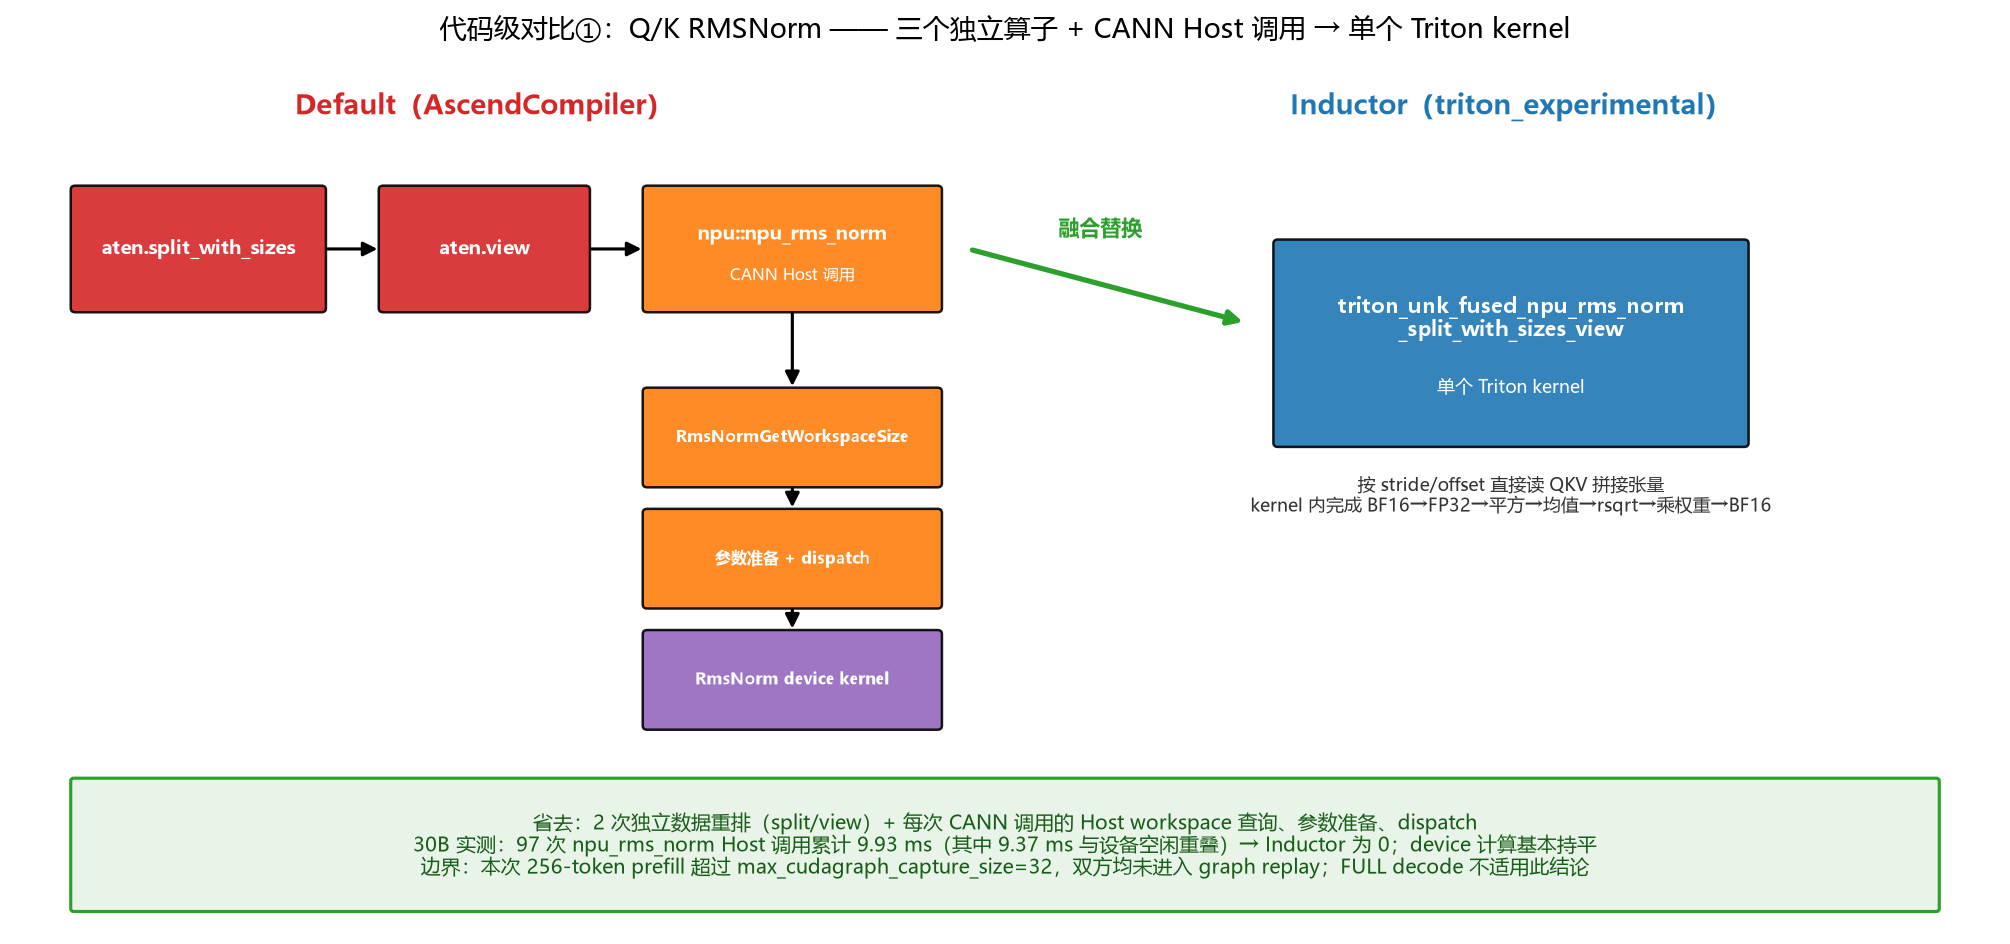 代码级对比①：Q/K RMSNorm —— 三个独立算子 + CANN Host 调用 → 单个 Triton kernel
Default（AscendCompiler）
Inductor（triton_experimental）
aten.split_with_sizes
aten.view
npu::npu_rms_norm
CANN Host 调用
融合替换
triton_unk_fused_npu_rms_norm
_split_with_sizes_view
单个 Triton kernel
RmsNormGetWorkspaceSize
按 stride/offset 直接读 QKV 拼接张量
kernel 内完成 BF16→FP32→平方→均值→rsqrt→乘权重→BF16
参数准备 + dispatch
RmsNorm device kernel
省去：2 次独立数据重排（split/view）+ 每次 CANN 调用的 Host workspace 查询、参数准备、dispatch
30B 实测：97 次 npu_rms_norm Host 调用累计 9.93 ms（其中 9.37 ms 与设备空闲重叠）→ Inductor 为 0；device 计算基本持平
边界：本次 256-token prefill 超过 max_cudagraph_capture_size=32，双方均未进入 graph replay；FULL decode 不适用此结论